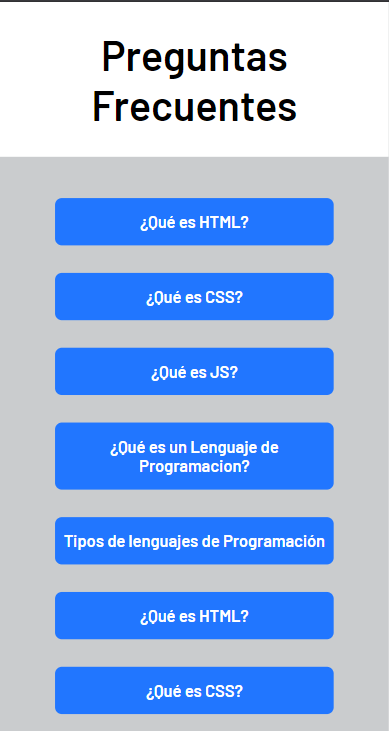 Preguntas
Frecuentes
¿Qué es HTML?
¿Qué es CSS?
¿Qué es JS?
¿Qué es un Lenguaje de
Programacion?
Tipos de lenguajes de Programación
¿Qué es HTML?
¿Qué es CSS?